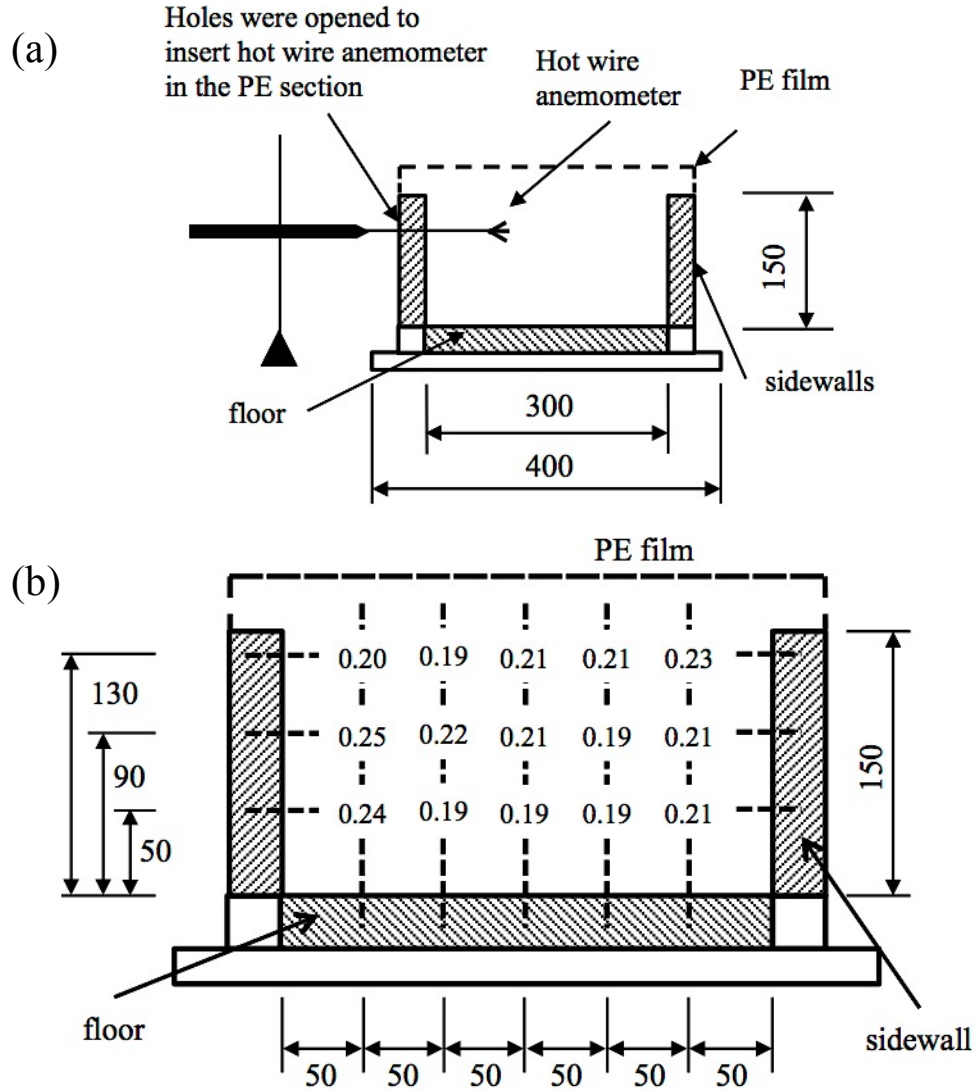 (a)
Holes were opened to
insert hot wire anemometer
in the PE section
Hot wire
anemometer
PE film
150
sidewalls
floor
300
400
(b)
PE film
0.20 0.19 0.21 0.21 0.23
130
0.25 0.22 0.21 0.19 0.21
90
150
0.24 0.19 0.19 0.19 0.21
50
floor
sidewall
50 50 50 50 50 50